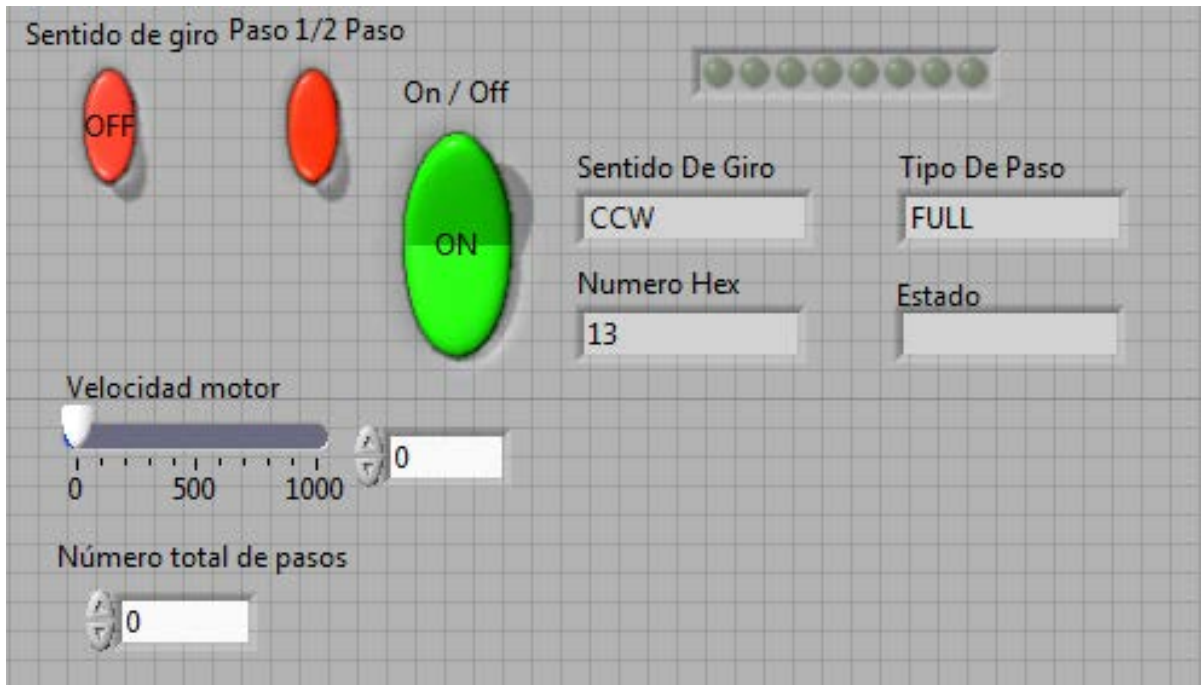 Sentido de giro
Paso 1/2 Paso
OFF
On / Off
ON
Sentido De Giro
CCW
Tipo De Paso
FULL
Numero Hex
13
Estado
Velocidad motor
0
500
1000
0
Número total de pasos
0